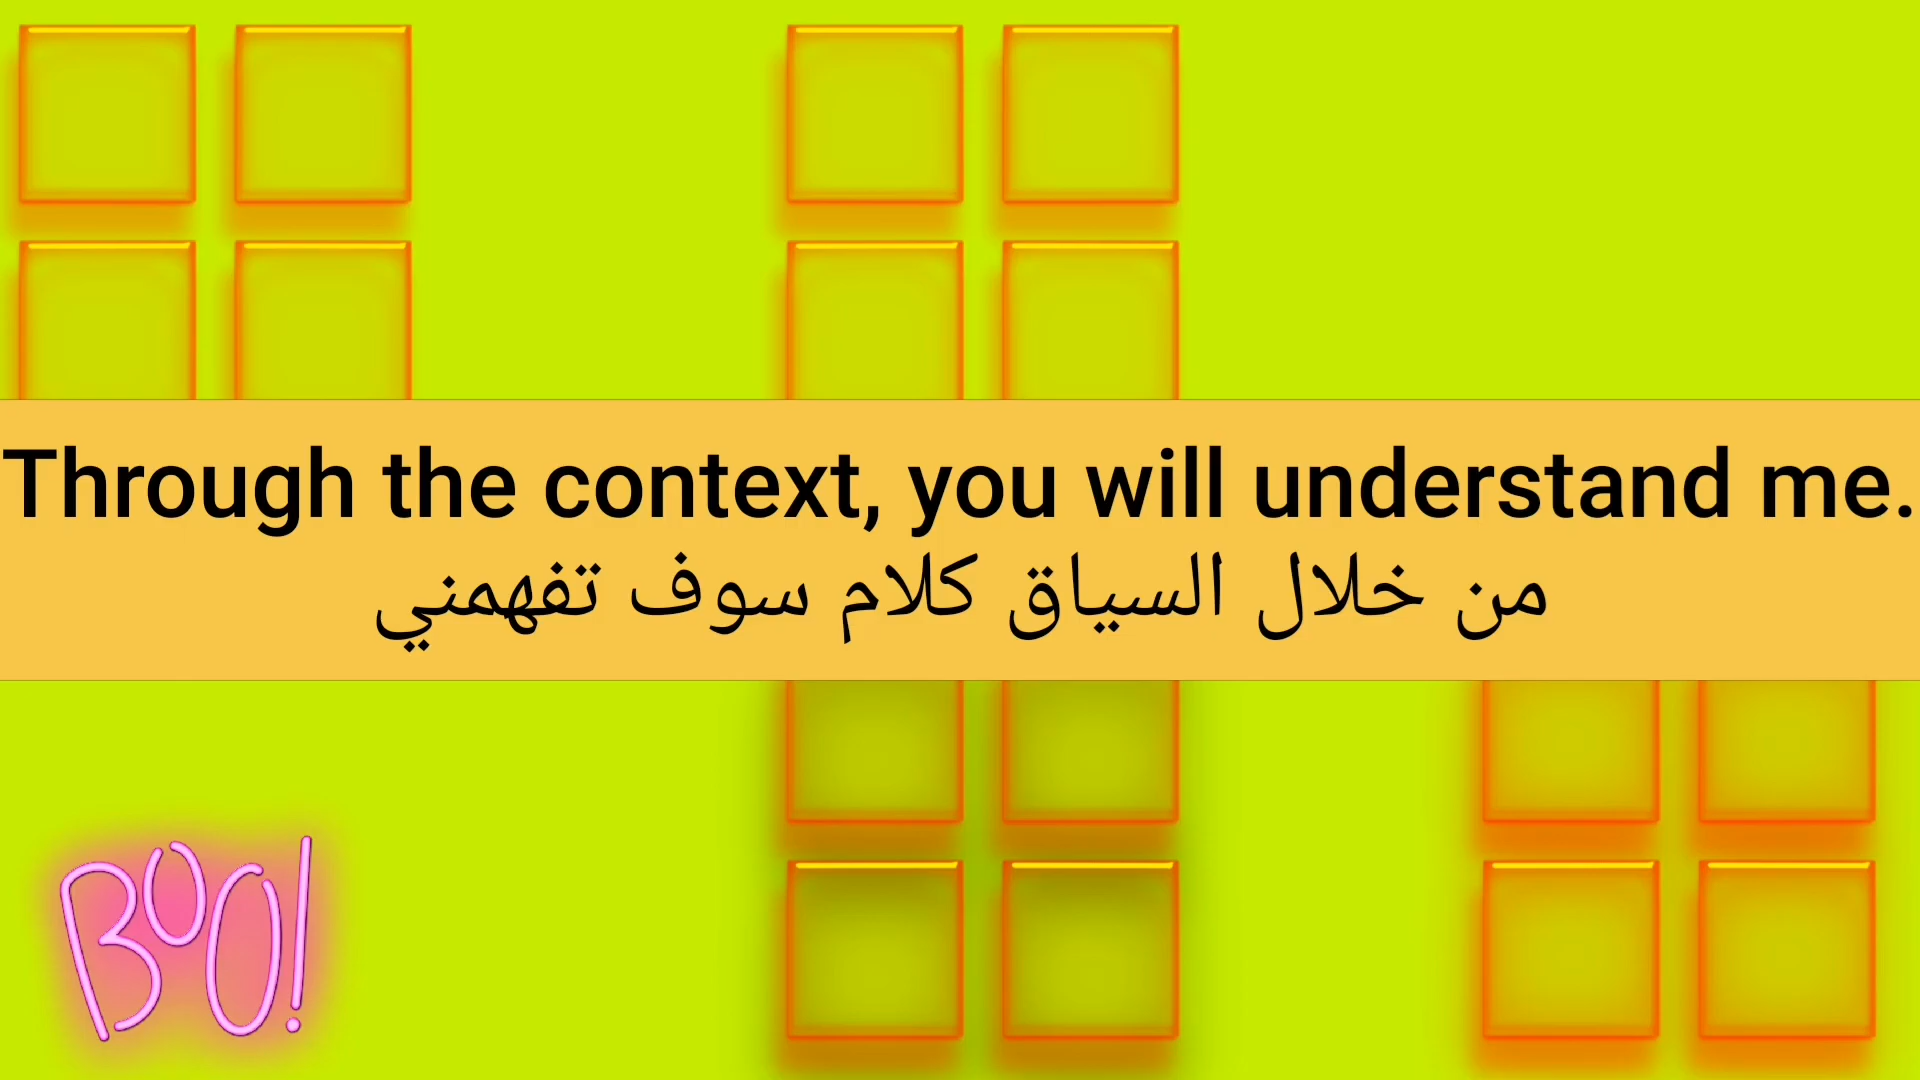 Through the context, you will understand me.
من خلال السياق كلام سوف تفهمني
BOO!